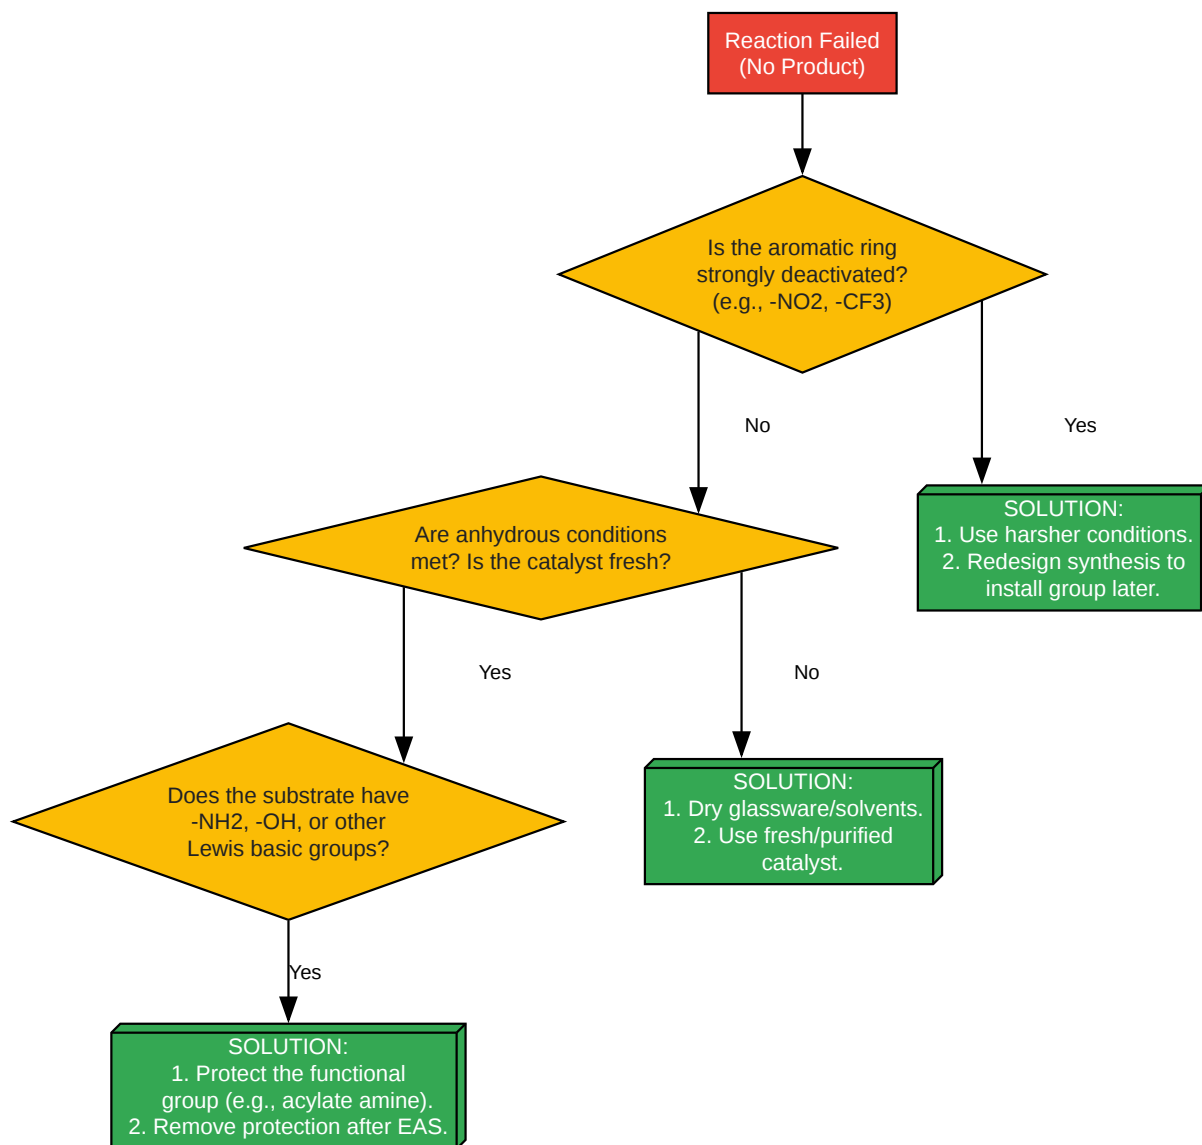 Reaction Failed
(No Product)
Is the aromatic ring
strongly deactivated?
(e.g., -NO2, -CF3)
No
Yes
SOLUTION:
1. Use harsher conditions.
2. Redesign synthesis to
install group later.
Are anhydrous conditions
met? Is the catalyst fresh?
Yes
No
SOLUTION:
1. Dry glassware/solvents.
2. Use fresh/purified
catalyst.
Does the substrate have
-NH2, -OH, or other
Lewis basic groups?
Yes
SOLUTION:
1. Protect the functional
group (e.g., acylate amine).
2. Remove protection after EAS.